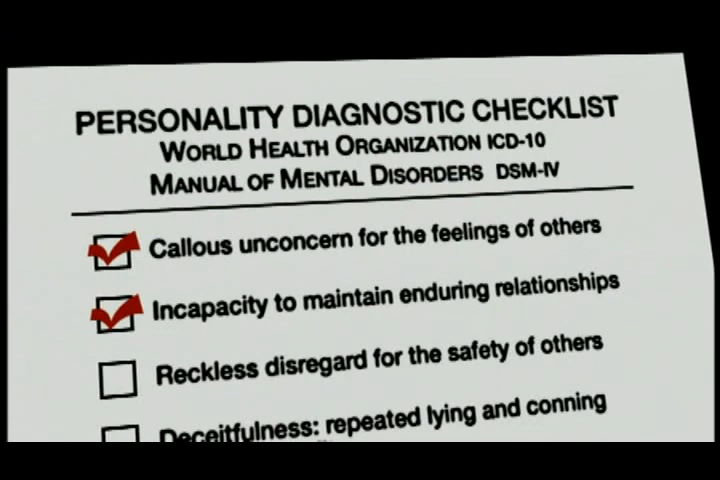 PERSONALITY DIAGNOSTIC CHECKLIST
WORLD HEALTH ORGANIZATION ICD-10
MANUAL OF MENTAL DISORDERS DSM-IV
Callous unconcern for the feelings of others
Incapacity to maintain enduring relationships
Reckless disregard for the safety of others
Deceitfulness: repeated lying and conning